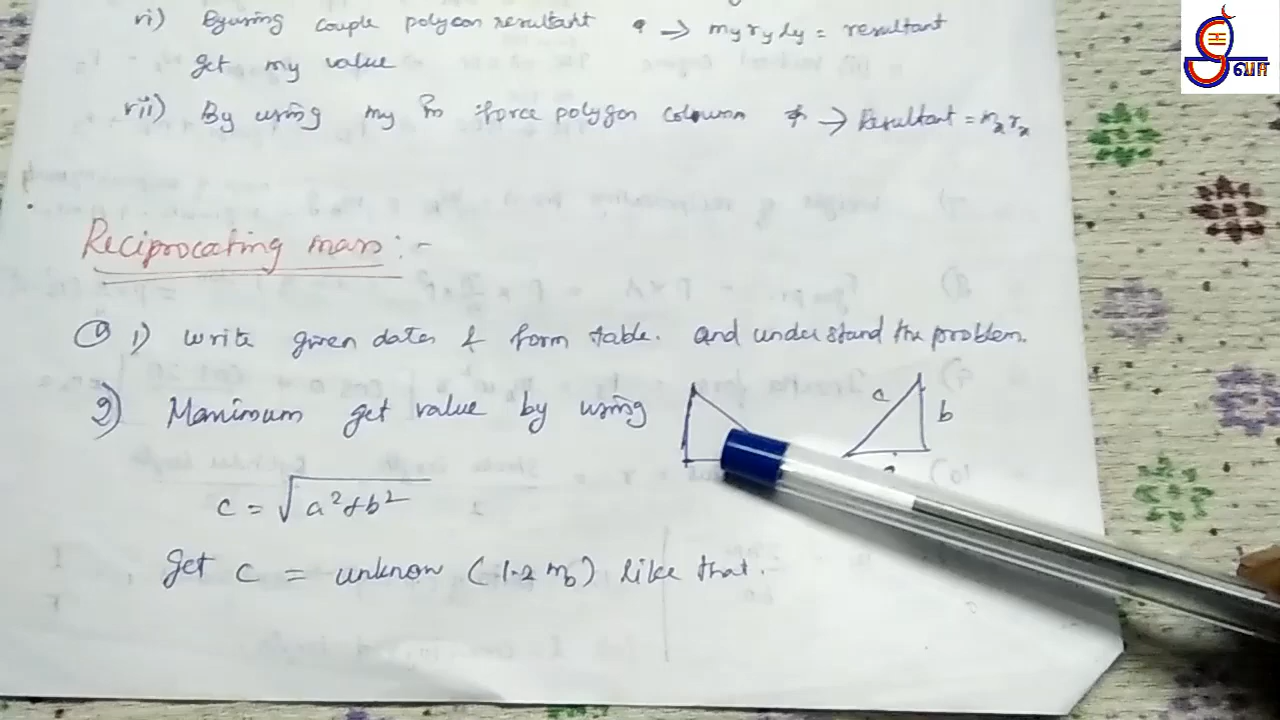 vi) By using couple polygon resultant → my ry ly = resultant
get my value
vii) By using my in force polygon column → Resultant = mx rx
Reciprocating mass :-
1) write given data & form table. and understand the problem.
2) Manimum get value by using
c
b
c = √a²+b²
get c = unknow (1.2 mb) like that.
சிவா